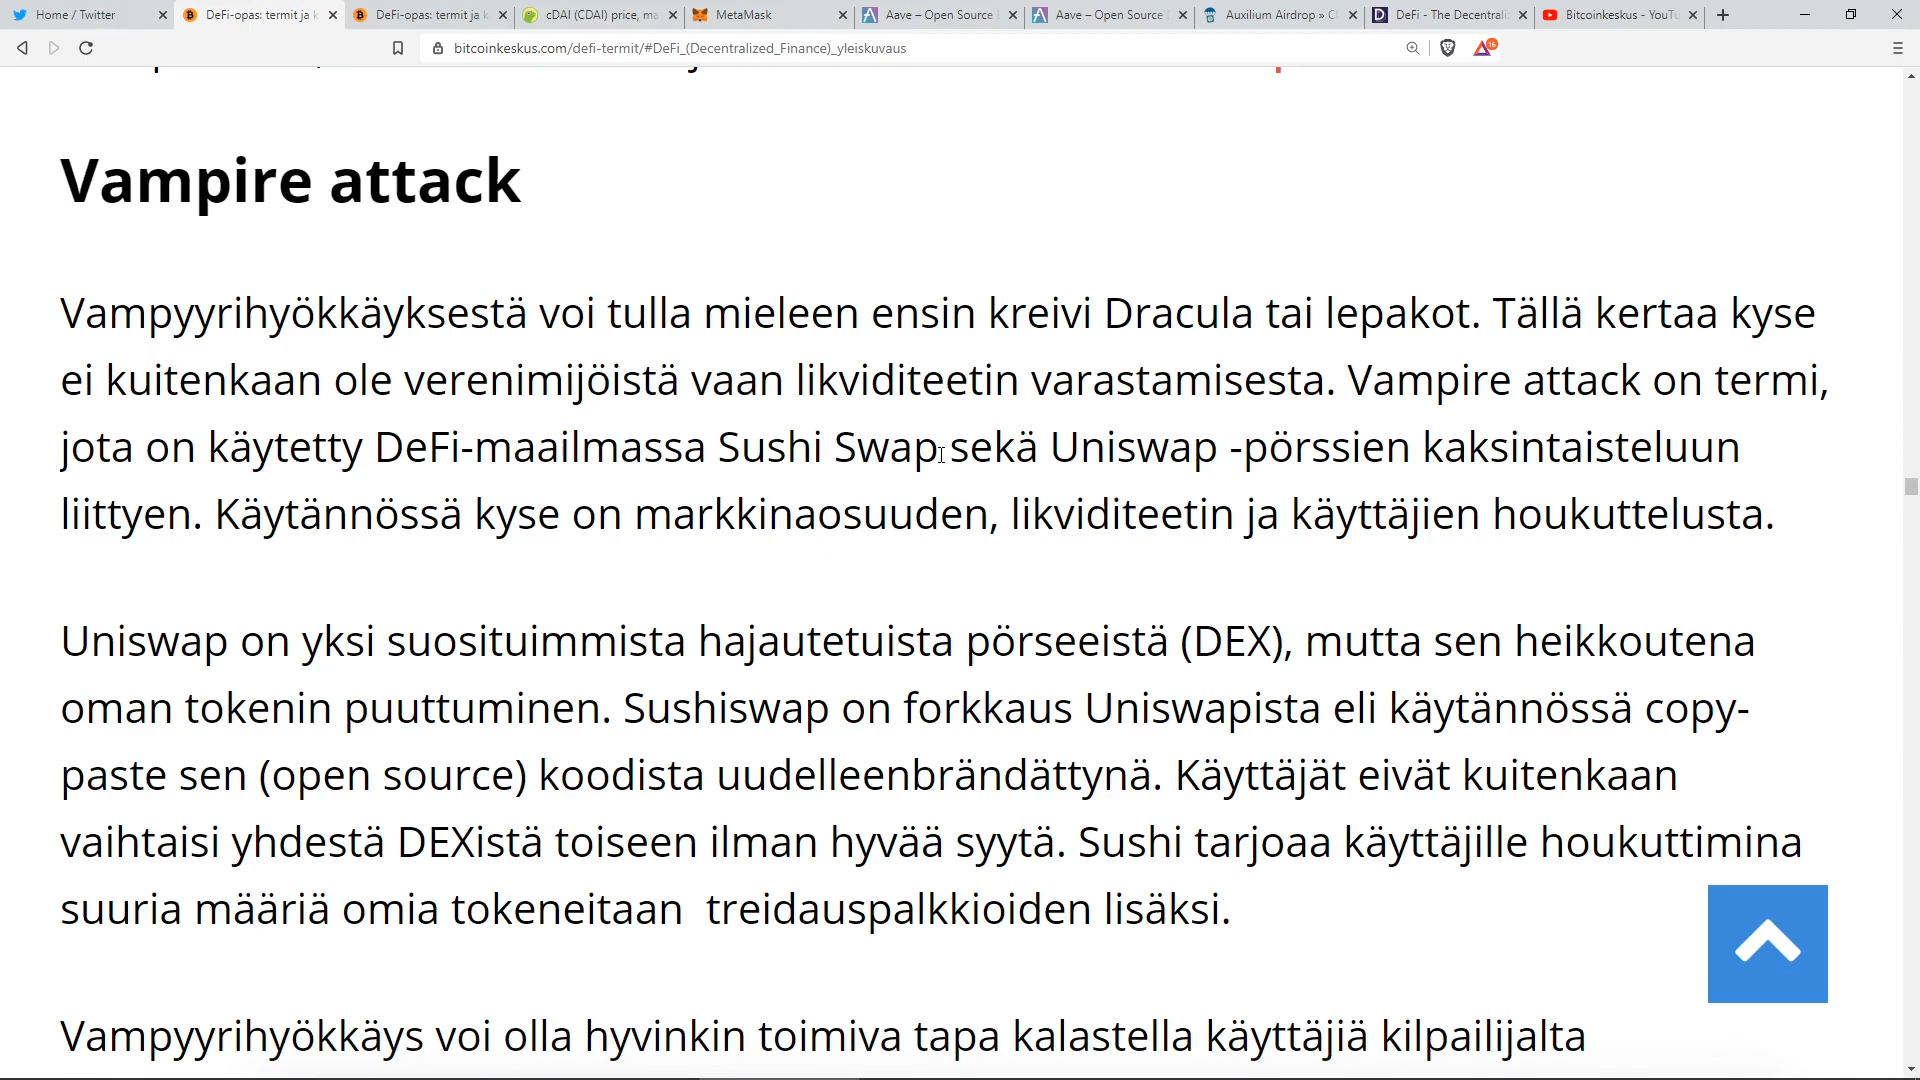 Home / Twitter
DeFi-opas: termit ja k
DeFi-opas: termit ja k
cDAI (CDAI) price, ma
MetaMask
Aave – Open Source
Aave – Open Source
Auxilium Airdrop »
DeFi - The Decentrali
Bitcoinkeskus - YouTu
bitcoinkeskus.com/defi-termit/#DeFi_(Decentralized_Finance)_yleiskuvaus
16
Vampire attack
Vampyyrihyökkäyksestä voi tulla mieleen ensin kreivi Dracula tai lepakot. Tällä kertaa kyse
ei kuitenkaan ole verenimijöistä vaan likviditeetin varastamisesta. Vampire attack on termi,
jota on käytetty DeFi-maailmassa Sushi Swap sekä Uniswap -pörssien kaksintaisteluun
liittyen. Käytännössä kyse on markkinaosuuden, likviditeetin ja käyttäjien houkuttelusta.
Uniswap on yksi suosituimmista hajautetuista pörseeistä (DEX), mutta sen heikkoutena
oman tokenin puuttuminen. Sushiswap on forkkaus Uniswapista eli käytännössä copy-
paste sen (open source) koodista uudelleenbrändättynä. Käyttäjät eivät kuitenkaan
vaihtaisi yhdestä DEXistä toiseen ilman hyvää syytä. Sushi tarjoaa käyttäjille houkuttimina
suuria määriä omia tokeneitaan  treidauspalkkioiden lisäksi.
Vampyyrihyökkäys voi olla hyvinkin toimiva tapa kalastella käyttäjiä kilpailijalta